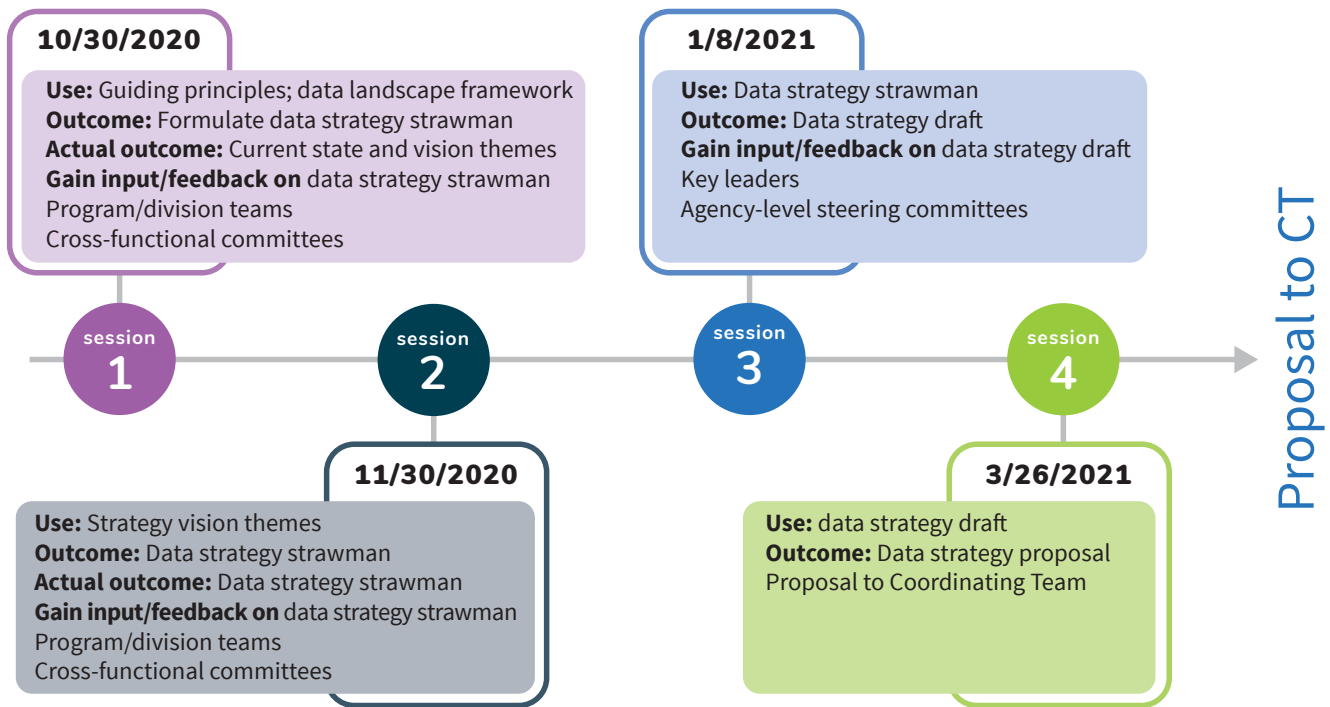 10/30/2020
Use: Guiding principles; data landscape framework
Outcome: Formulate data strategy strawman
Actual outcome: Current state and vision themes
Gain input/feedback on data strategy strawman
Program/division teams
Cross-functional committees
1/8/2021
Use: Data strategy strawman
Outcome: Data strategy draft
Gain input/feedback on data strategy draft
Key leaders
Agency-level steering committees
session
1
session
2
session
3
session
4
Proposal to CT
11/30/2020
Use: Strategy vision themes
Outcome: Data strategy strawman
Actual outcome: Data strategy strawman
Gain input/feedback on data strategy strawman
Program/division teams
Cross-functional committees
3/26/2021
Use: data strategy draft
Outcome: Data strategy proposal
Proposal to Coordinating Team